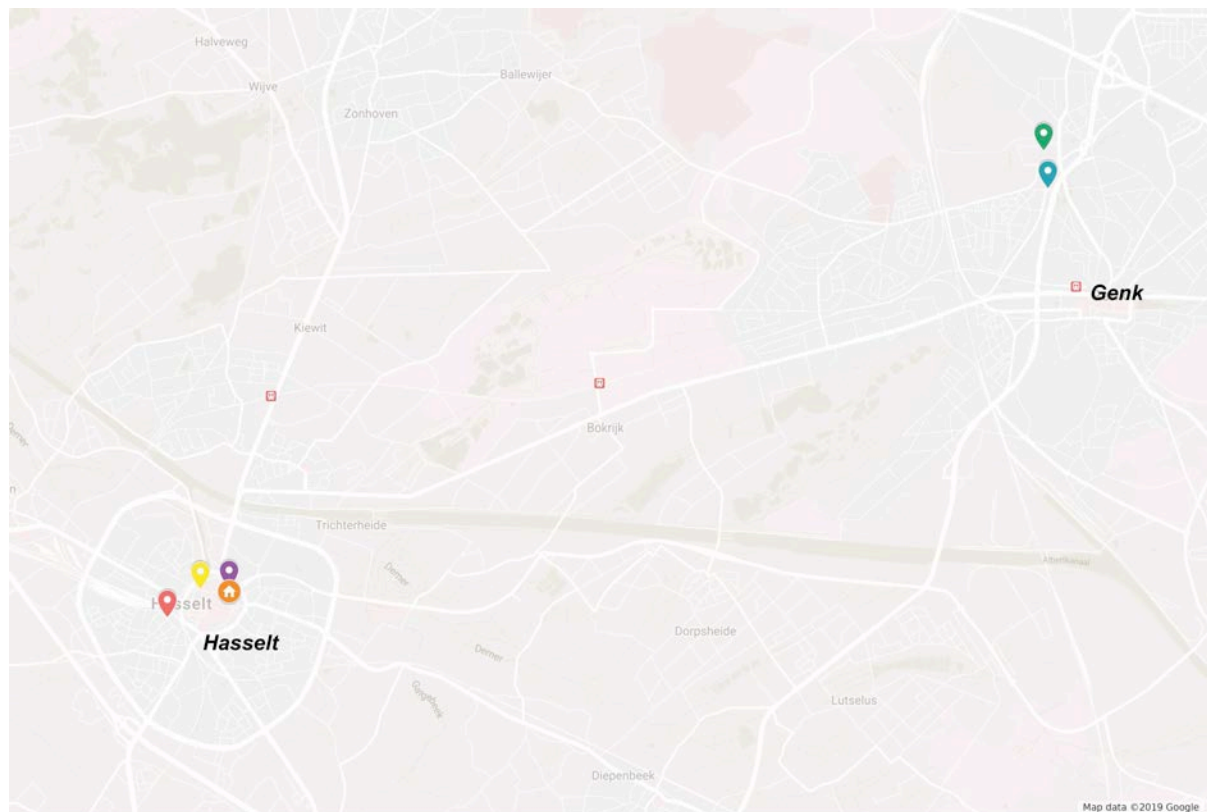 Halveweg
Ballewijer
Wijve
Zonhoven
Genk
Kiewit
Bokrijk
Trichterheide
Demer
Hasselt
Dorpsheide
Hasselt
Demer
Lutselus
Diepenbeek
Map data ©2019 Google